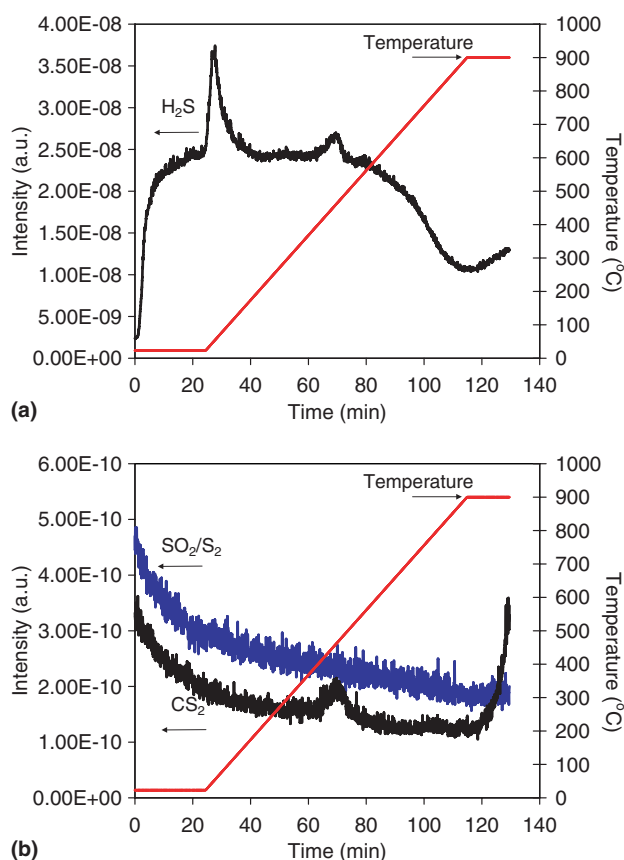 4.00E-08
3.50E-08
3.00E-08
2.50E-08
2.00E-08
1.50E-08
1.00E-08
5.00E-09
0.00E+00
Intensity (a.u.)
H₂S
Temperature
1000
900
800
700
600
500
400
300
200
100
0
Temperature (°C)
0 20 40 60 80 100 120 140
Time (min)
(a)
6.00E-10
5.00E-10
4.00E-10
3.00E-10
2.00E-10
1.00E-10
0.00E+00
Intensity (a.u.)
SO₂/S₂
CS₂
Temperature
1000
900
800
700
600
500
400
300
200
100
0
Temperature (°C)
0 20 40 60 80 100 120 140
Time (min)
(b)